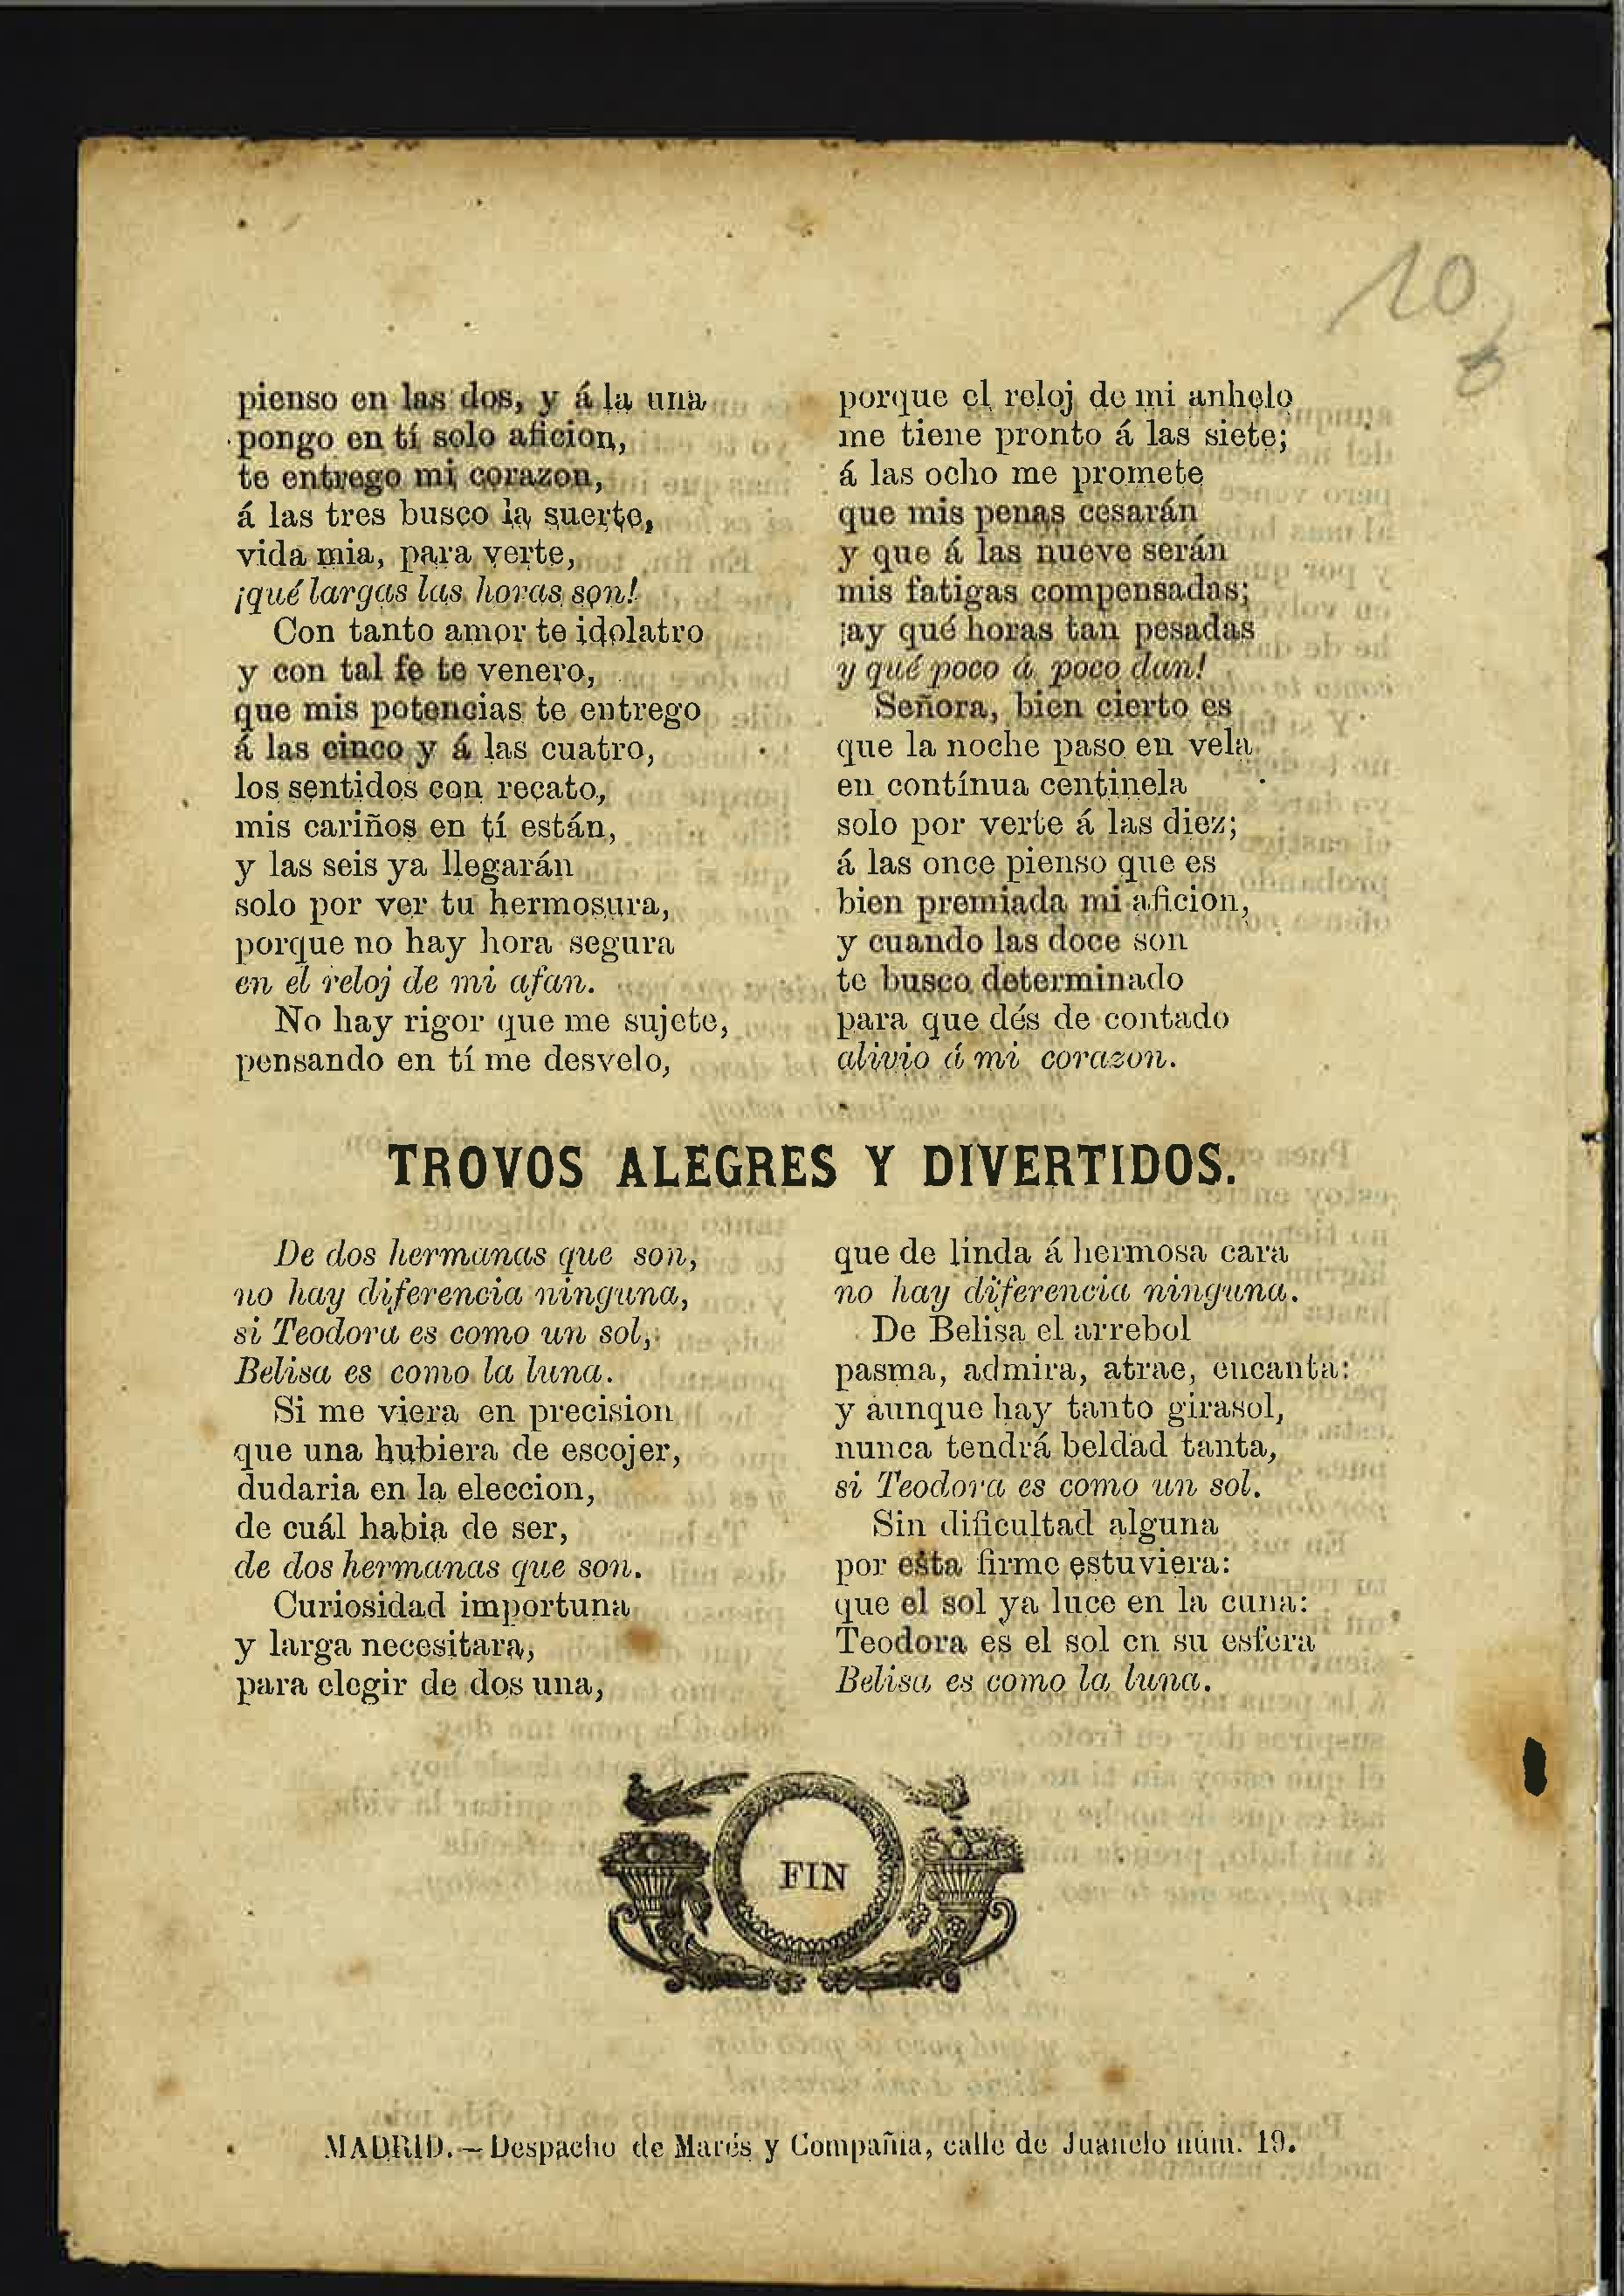 10
pienso en las dos, y á la una
pongo en tí solo aficion,
te entrego mi corazon,
á las tres busco la suerte,
vida mia, para verte,
¡qué largas las horas son!
Con tanto amor te idolatro
y con tal fe te venero,
que mis potencias te entrego
á las cinco y á las cuatro,
los sentidos con recato,
mis cariños en tí están,
y las seis ya llegarán
solo por ver tu hermosura,
porque no hay hora segura
en el reloj de mi afan.
No hay rigor que me sujete,
pensando en tí me desvelo,
porque el reloj de mi anhelo
me tiene pronto á las siete;
á las ocho me promete
que mis penas cesarán
y que á las nueve serán
mis fatigas compensadas;
¡ay qué horas tan pesadas
y qué poco á poco dan!
Señora, bien cierto es
que la noche paso en vela
en contínua centinela
solo por verte á las diez;
á las once pienso que es
bien premiada mi aficion,
y cuando las doce son
te busco determinado
para que dés de contado
alivio á mi corazon.
TROVOS ALEGRES Y DIVERTIDOS.
De dos hermanas que son,
no hay diferencia ninguna,
si Teodora es como un sol,
Belisa es como la luna.
Si me viera en precision
que una hubiera de escojer,
dudaria en la eleccion,
de cuál habia de ser,
de dos hermanas que son.
Curiosidad importuna
y larga necesitara,
para elegir de dos una,
que de linda á hermosa cara
no hay diferencia ninguna.
De Belisa el arrebol
pasma, admira, atrae, encanta:
y aunque hay tanto girasol,
nunca tendrá beldad tanta,
si Teodora es como un sol.
Sin dificultad alguna
por esta firme estuviera:
que el sol ya luce en la cuna:
Teodora es el sol en su esfera
Belisa es como la luna.
FIN
MADRID.—Despacho de Marés y Compañia, calle de Juanelo núm. 19.